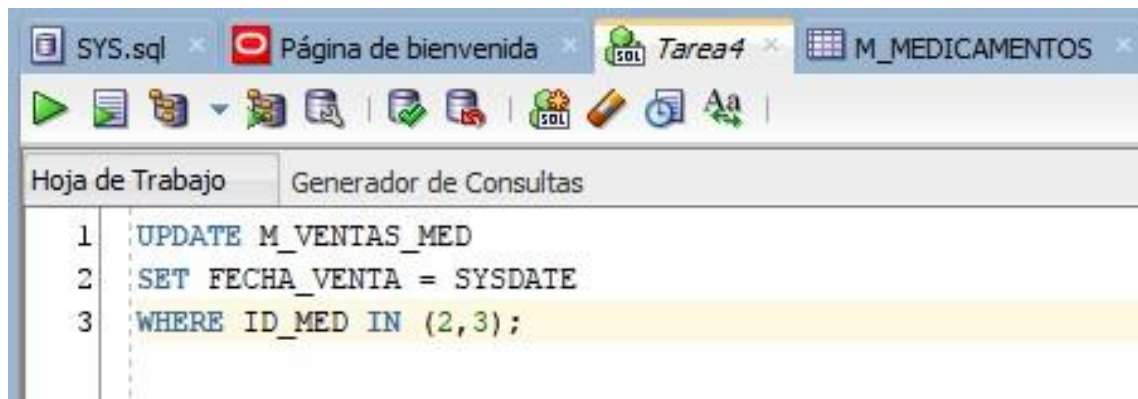 SYS.sql Página de bienvenida Tarea4 M_MEDICAMENTOS
Hoja de Trabajo Generador de Consultas
1 UPDATE M_VENTAS_MED
2 SET FECHA_VENTA = SYSDATE
3 WHERE ID_MED IN (2,3);